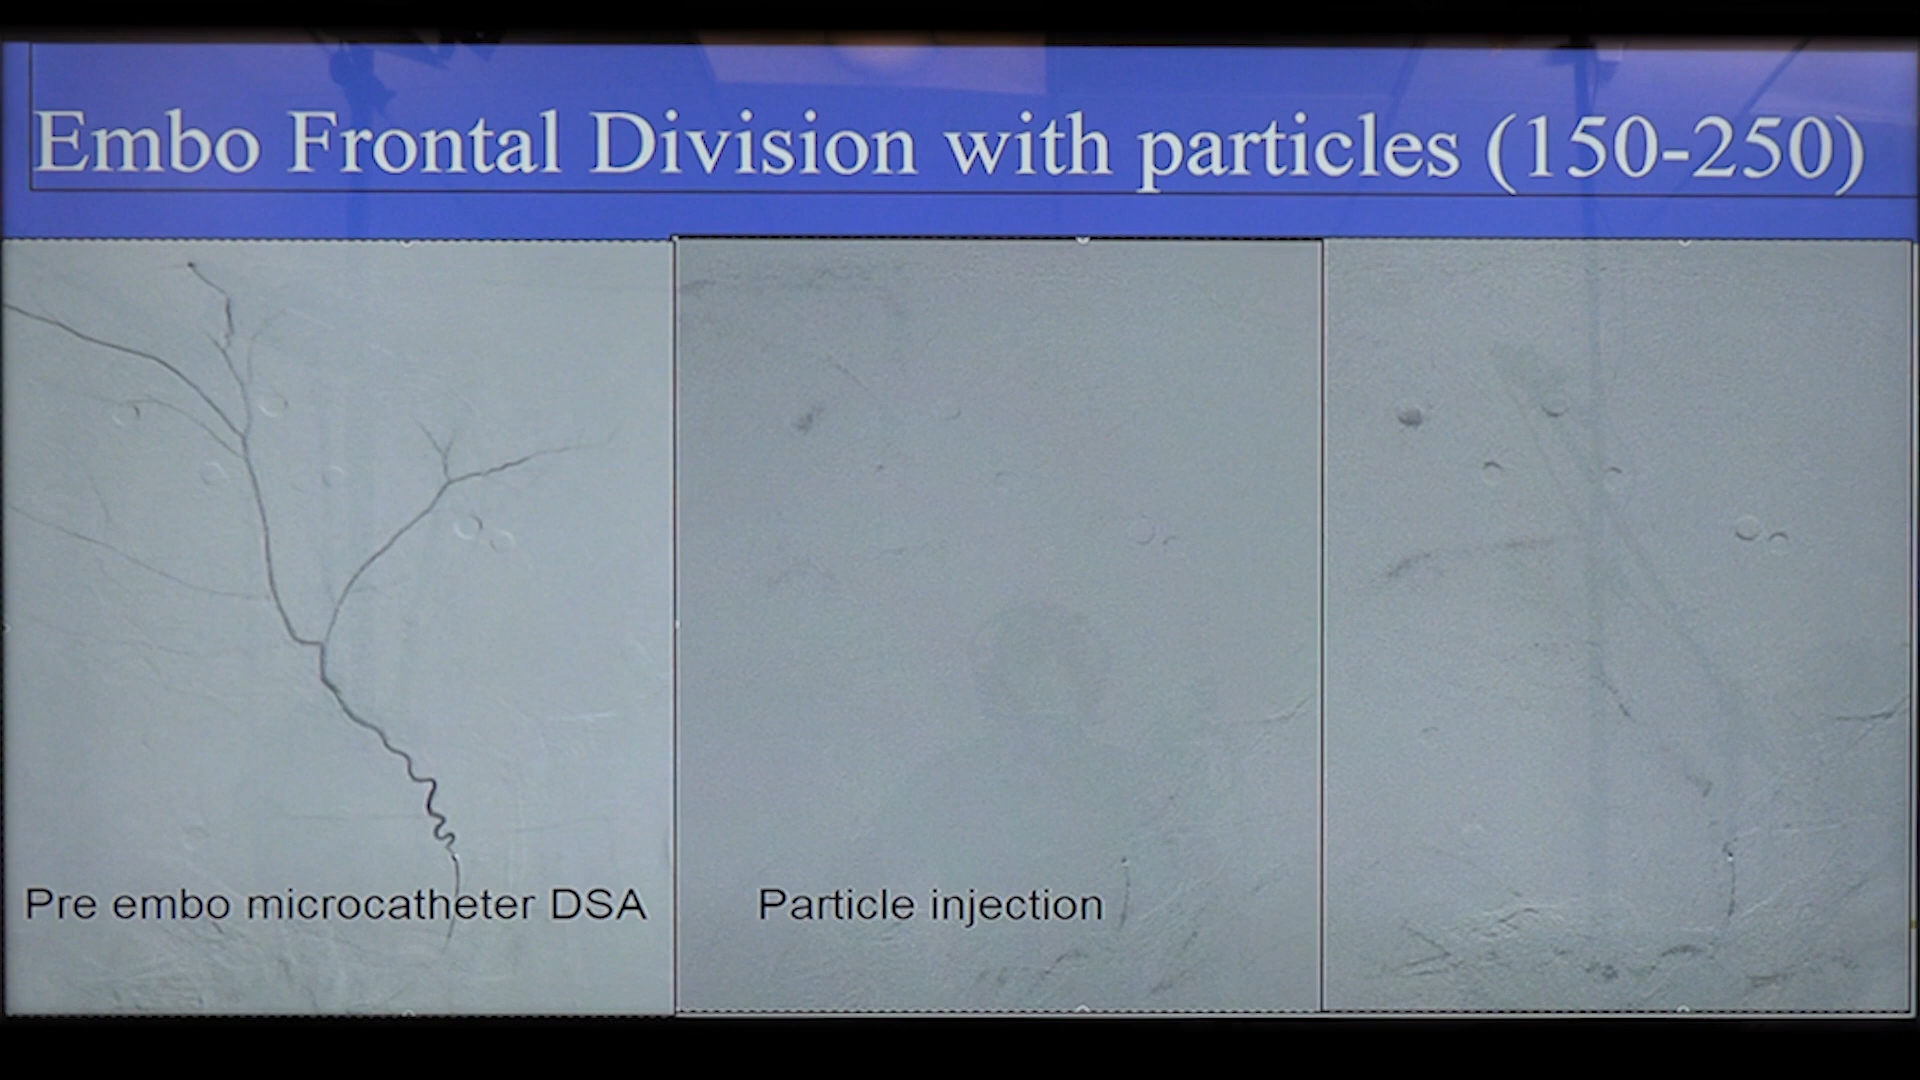 Embo Frontal Division with particles (150-250)
Pre embo microcatheter DSA
Particle injection